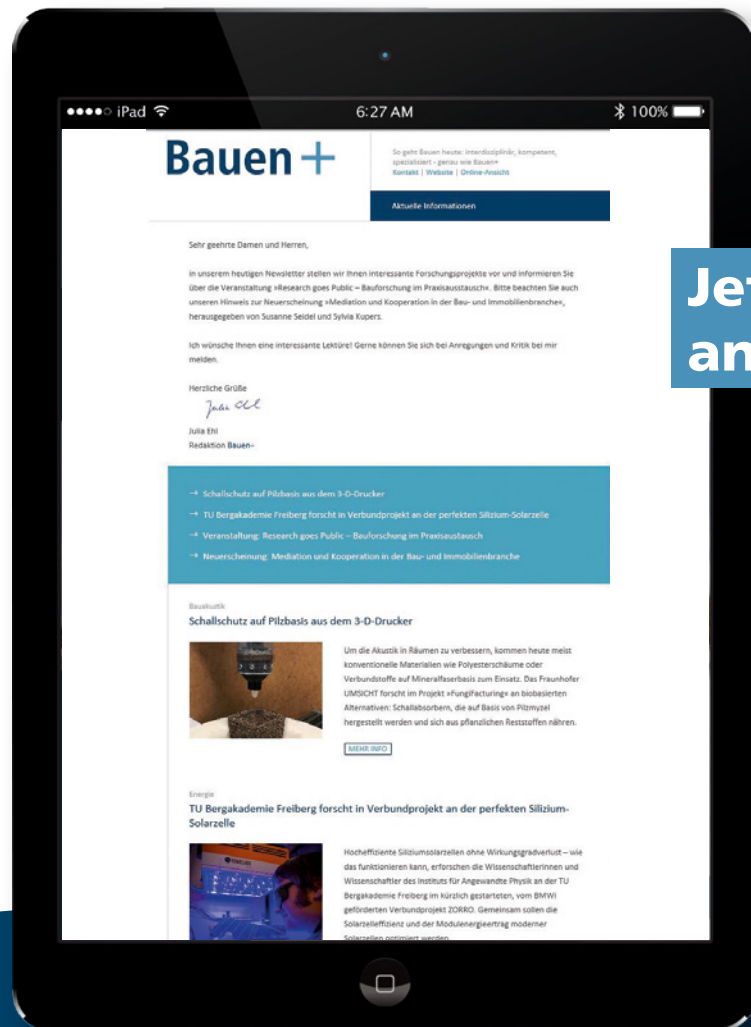 iPad
6:27 AM
100%
Bauen+
So geht Bauen heute: interdisziplinär, kompetent,
spezialisiert - genau wie Bauen+
Kontakt | Website | Online-Ansicht
Aktuelle Informationen
Jet
an
Sehr geehrte Damen und Herren,
in unserem heutigen Newsletter stellen wir Ihnen interessante Forschungsprojekte vor und informieren Sie
über die Veranstaltung »Research goes Public – Bauforschung im Praxisausstausch«. Bitte beachten Sie auch
unseren Hinweis zur Neuerscheinung »Mediation und Kooperation in der Bau- und Immobilienbranche«,
herausgegeben von Susanne Seidel und Sylvia Kupers.
Ich wünsche Ihnen eine interessante Lektüre! Gerne können Sie sich bei Anregungen und Kritik bei mir
melden.
Herzliche Grüße
Julia Ehl
Julia Ehl
Redaktion Bauen+
→ Schallschutz auf Pilzbasis aus dem 3-D-Drucker
→ TU Bergakademie Freiberg forscht in Verbundprojekt an der perfekten Silizium-Solarzelle
→ Veranstaltung: Research goes Public – Bauforschung im Praxisaustausch
→ Neuerscheinung: Mediation und Kooperation in der Bau- und Immobilienbranche
Bauakustik
Schallschutz auf Pilzbasis aus dem 3-D-Drucker
Um die Akustik in Räumen zu verbessern, kommen heute meist
konventionelle Materialien wie Polyesterschäume oder
Verbundstoffe auf Mineralfaserbasis zum Einsatz. Das Fraunhofer
UMSICHT forscht im Projekt »FungiFacturing« an biobasierten
Alternativen: Schallabsorbern, die auf Basis von Pilzmyzel
hergestellt werden und sich aus pflanzlichen Reststoffen nähren.
MEHR INFO
Energie
TU Bergakademie Freiberg forscht in Verbundprojekt an der perfekten Silizium-
Solarzelle
Hocheffiziente Siliziumsolarzellen ohne Wirkungsgradverlust – wie
das funktionieren kann, erforschen die Wissenschaftlerinnen und
Wissenschaftler des Instituts für Angewandte Physik an der TU
Bergakademie Freiberg im kürzlich gestarteten, vom BMWi
geförderten Verbundprojekt ZORRO. Gemeinsam sollen die
Solarzelleffizienz und der Modulenergieertrag moderner
Solarzellen optimiert werden.